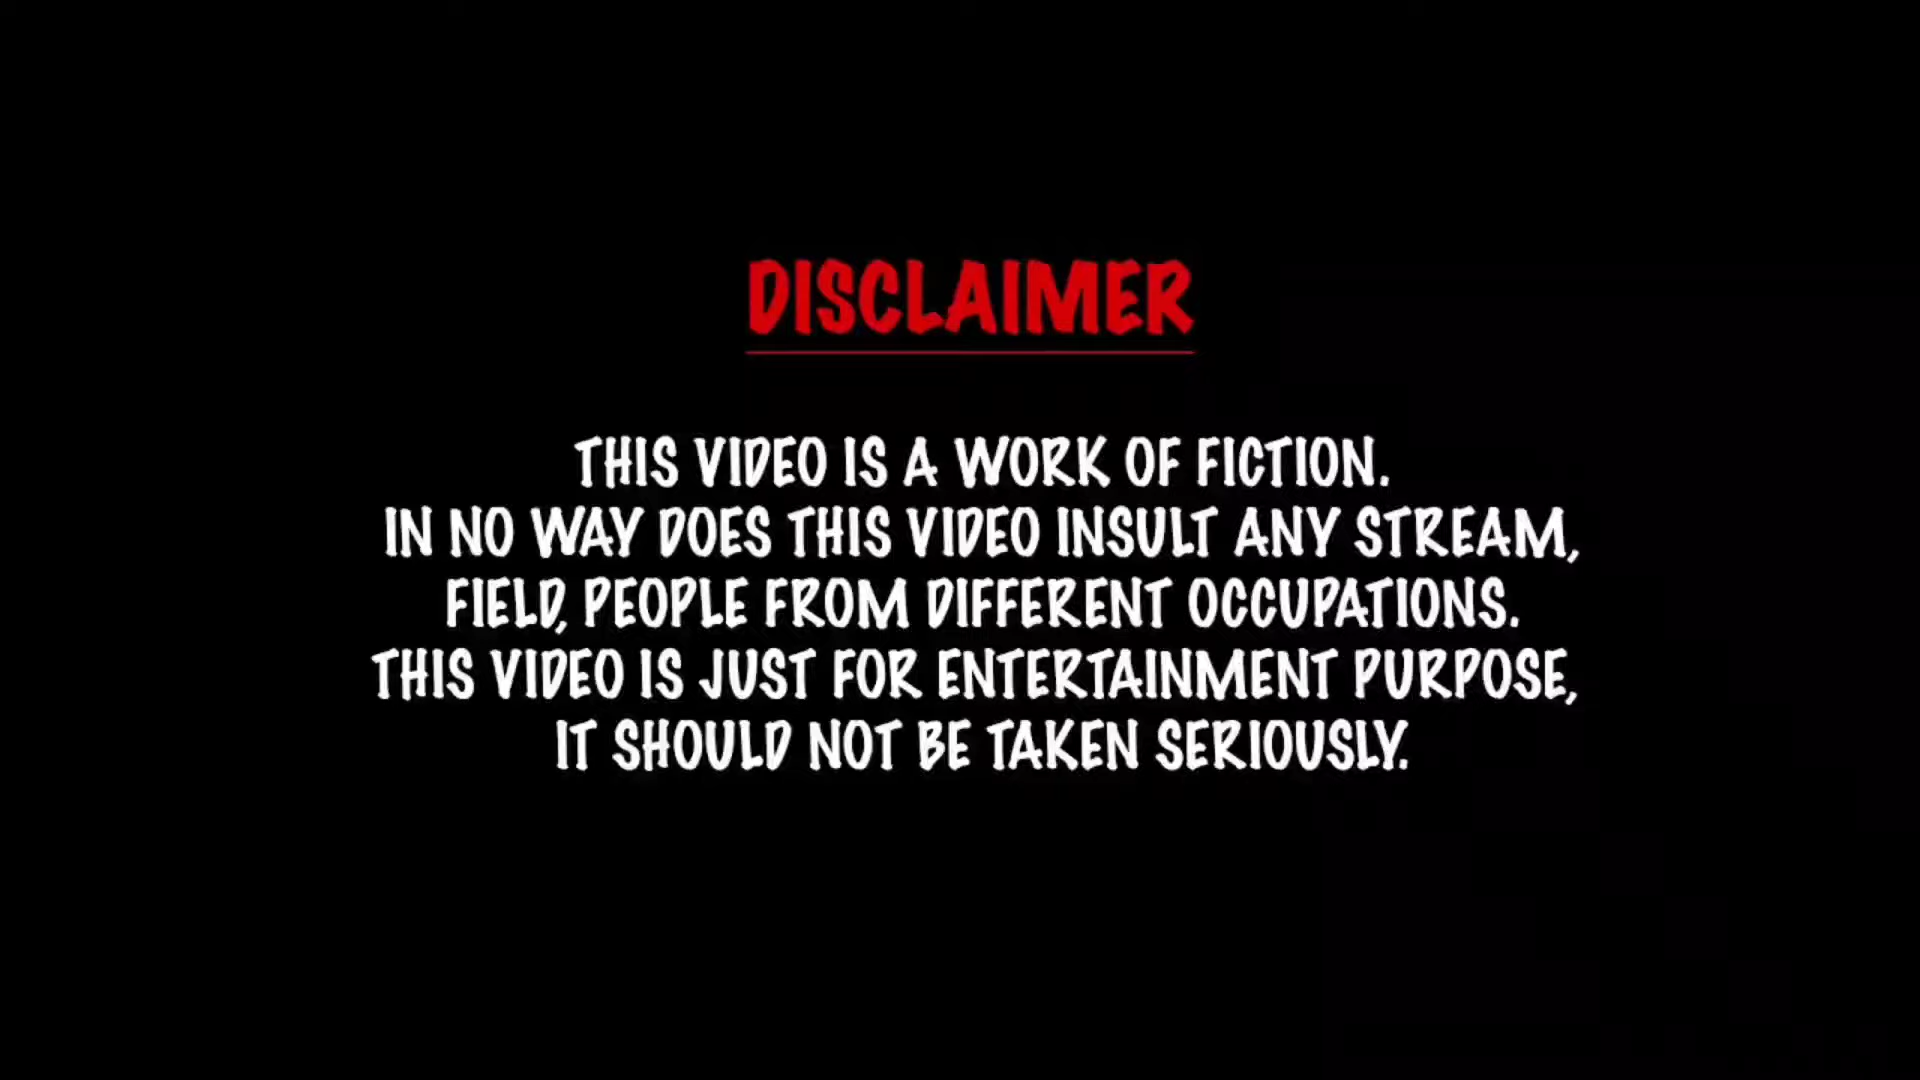 DISCLAIMER
THIS VIDEO IS A WORK OF FICTION.
IN NO WAY DOES THIS VIDEO INSULT ANY STREAM,
FIELD, PEOPLE FROM DIFFERENT OCCUPATIONS.
THIS VIDEO IS JUST FOR ENTERTAINMENT PURPOSE,
IT SHOULD NOT BE TAKEN SERIOUSLY.